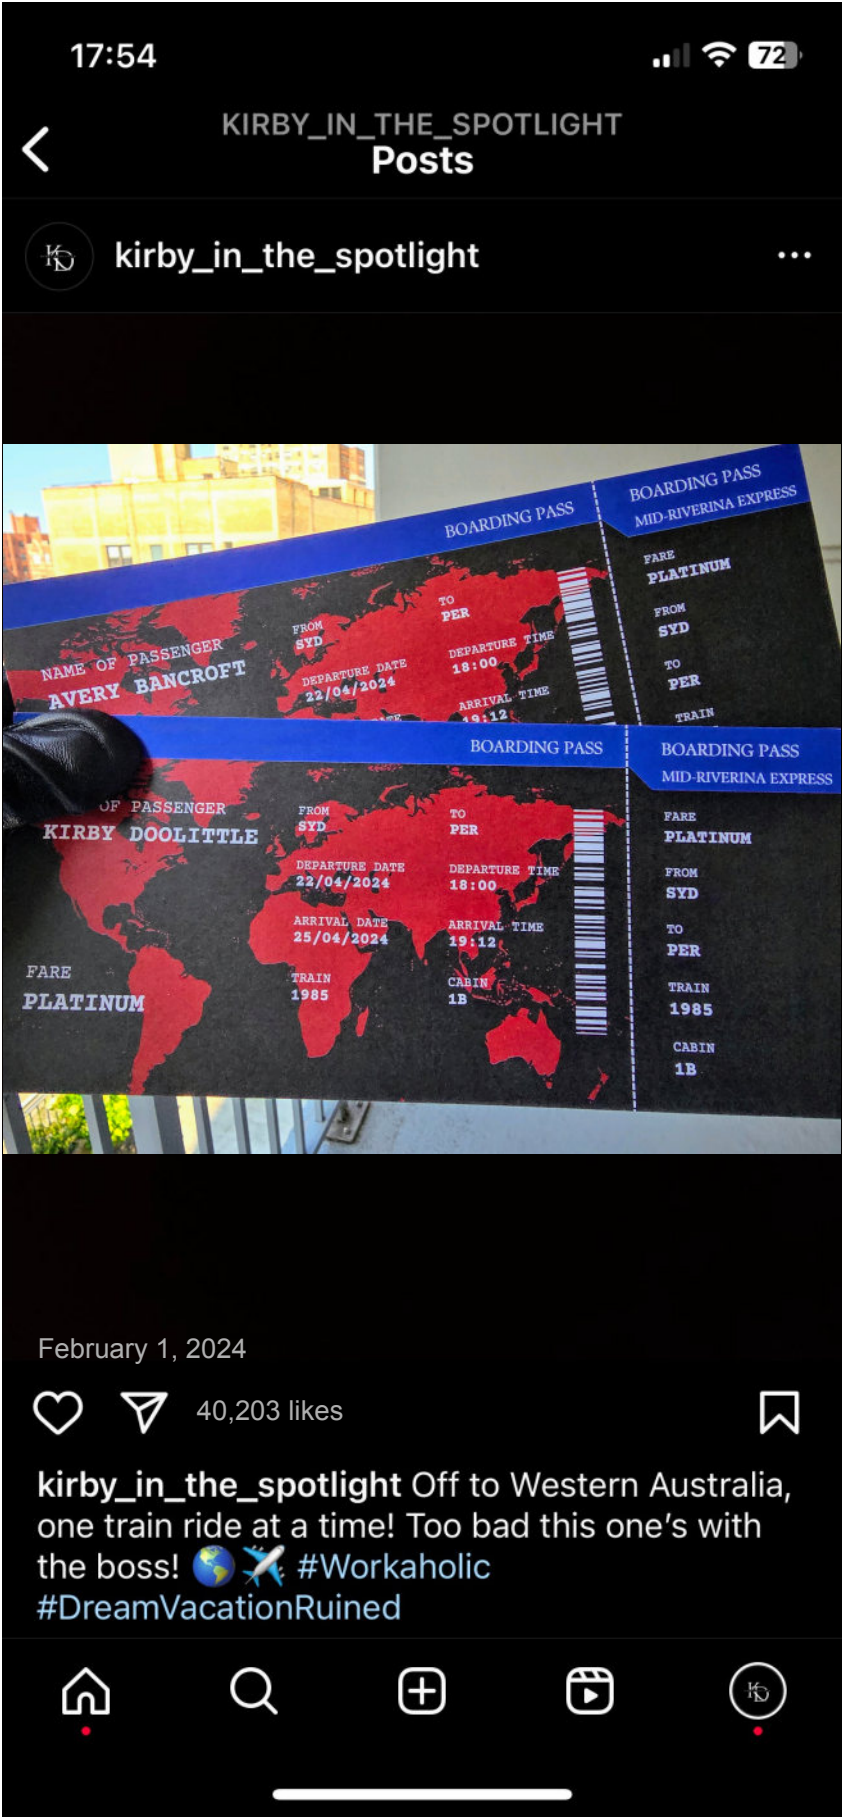 17:54
72
KIRBY_IN_THE_SPOTLIGHT
Posts
KD kirby_in_the_spotlight
BOARDING PASS
BOARDING PASS
MID-RIVERINA EXPRESS
NAME OF PASSENGER
AVERY BANCROFT
FROM
SYD
TO
PER
DEPARTURE DATE
22/04/2024
DEPARTURE TIME
18:00
ARRIVAL TIME
19:12
FARE
PLATINUM
FROM
SYD
TO
PER
TRAIN
BOARDING PASS
BOARDING PASS
MID-RIVERINA EXPRESS
OF PASSENGER
KIRBY DOOLITTLE
FROM
SYD
TO
PER
DEPARTURE DATE
22/04/2024
DEPARTURE TIME
18:00
ARRIVAL DATE
25/04/2024
ARRIVAL TIME
19:12
FARE
PLATINUM
TRAIN
1985
CABIN
1B
FARE
PLATINUM
FROM
SYD
TO
PER
TRAIN
1985
CABIN
1B
February 1, 2024
40,203 likes
kirby_in_the_spotlight Off to Western Australia,
one train ride at a time! Too bad this one's with
the boss! 🌎✈️ #Workaholic
#DreamVacationRuined
KD